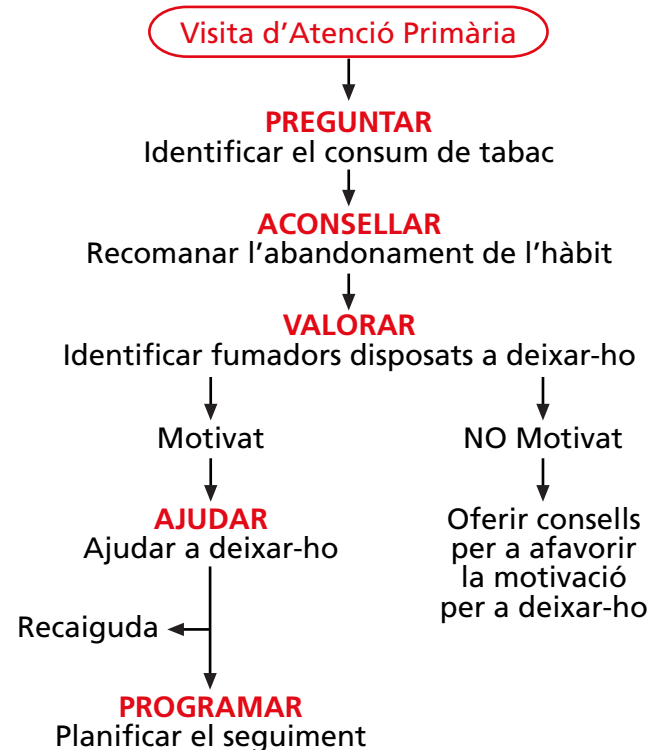 Visita d’Atenció Primària
PREGUNTAR
Identificar el consum de tabac
ACONSELLAR
Recomanar l’abandonament de l’hàbit
VALORAR
Identificar fumadors disposats a deixar-ho
Motivat
NO Motivat
AJUDAR
Ajudar a deixar-ho
Oferir consells
per a afavorir
la motivació
per a deixar-ho
Recaiguda
PROGRAMAR
Planificar el seguiment